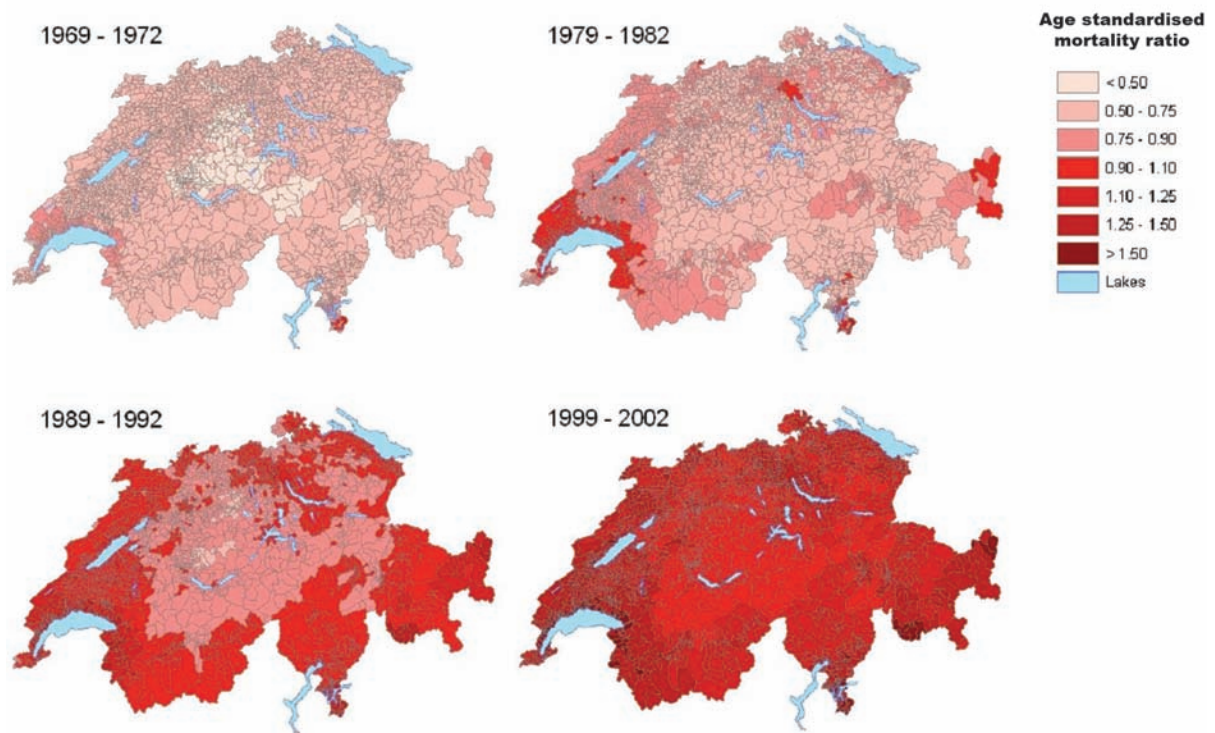 1969 - 1972
1979 - 1982
Age standardised
mortality ratio
< 0.50
0.50 - 0.75
0.75 - 0.90
0.90 - 1.10
1.10 - 1.25
1.25 - 1.50
> 1.50
Lakes
1989 - 1992
1999 - 2002